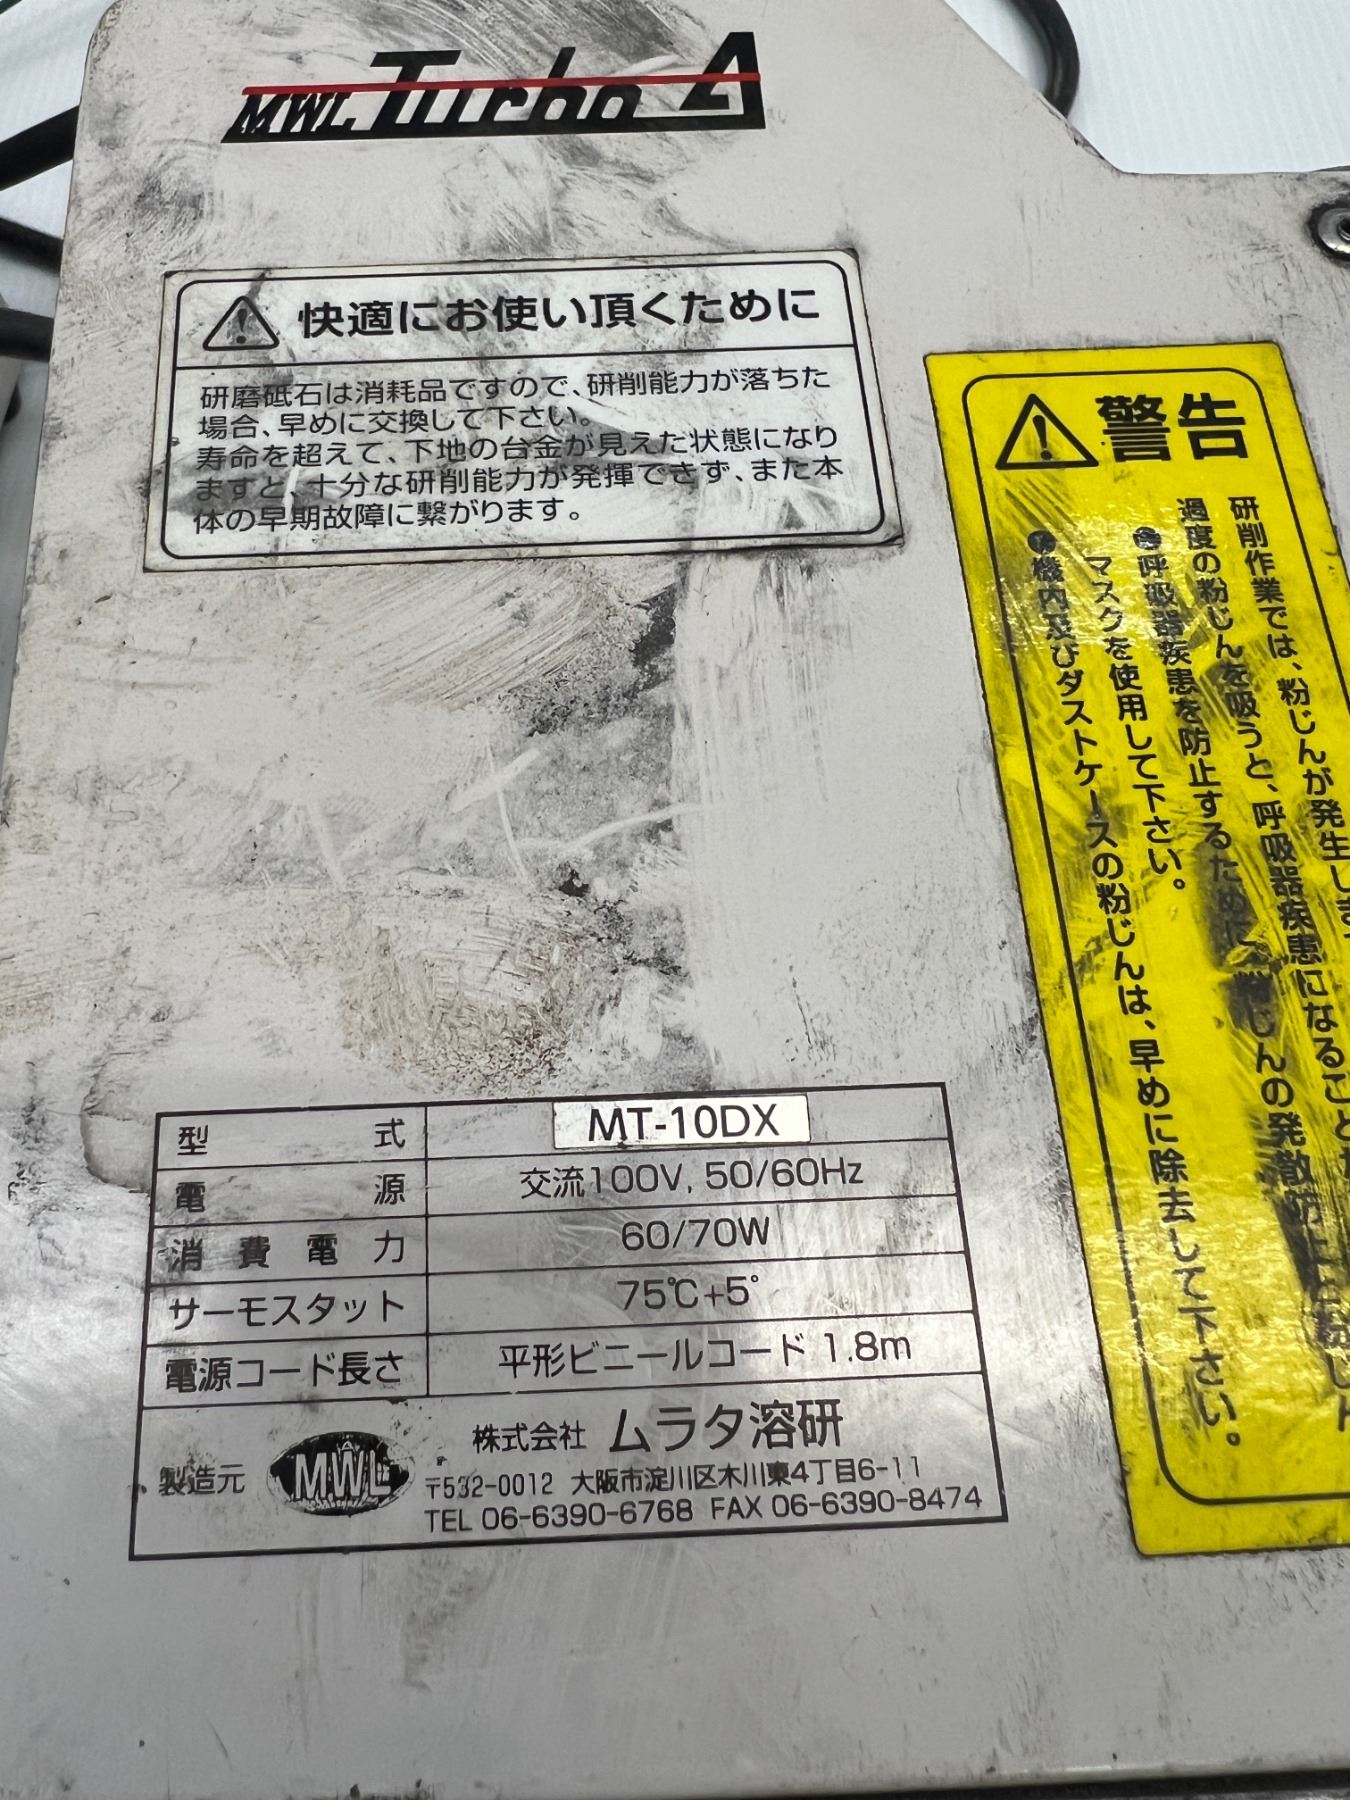 MWL Turbo A
快適にお使い頂くために
研磨砥石は消耗品ですので、研削能力が落ちた
場合、早めに交換して下さい。
寿命を超えて、下地の台金が見えた状態になり
ますと、十分な研削能力が発揮できず、また本
体の早期故障に繋がります。
警告
研削作業では、粉じんが発生しま
過度の粉じんを吸うと、呼吸器疾患になること
呼吸器疾患を防止するために、粉じんの発散防止
マスクを使用して下さい。
機内及びダストケースの粉じんは、早めに除去して下さい。
型式 MT-10DX
電源 交流100V, 50/60Hz
消費電力 60/70W
サーモスタット 75℃+5°
電源コード長さ 平形ビニールコード 1.8m
製造元 MWL 株式会社 ムラタ溶研
〒532-0012 大阪市淀川区木川東4丁目6-11
TEL 06-6390-6768 FAX 06-6390-8474